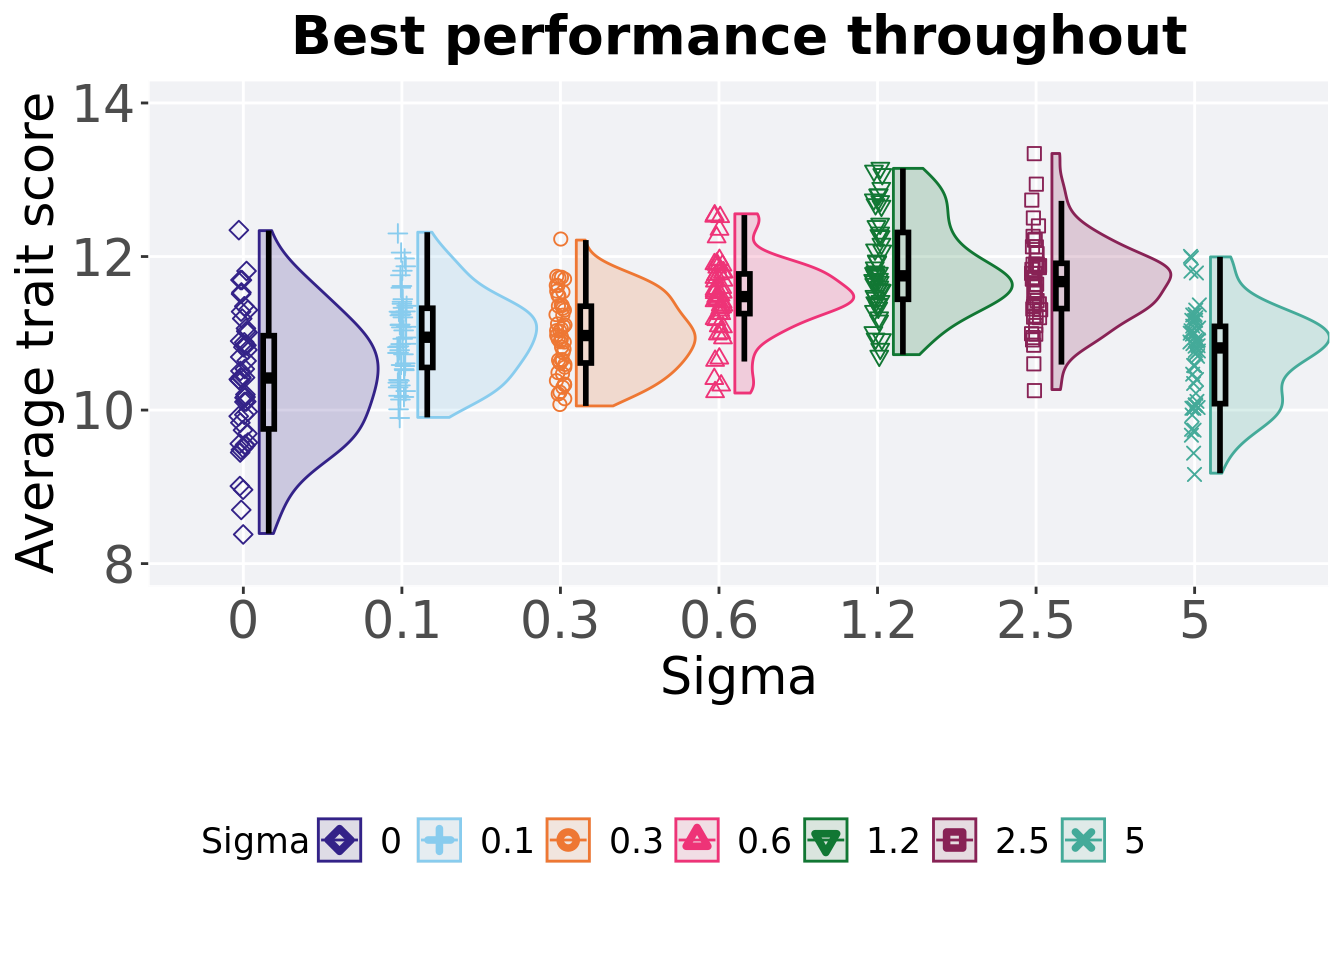 Best performance throughout
Average trait score
14
12
10
8
0 0.1 0.3 0.6 1.2 2.5 5
Sigma
Sigma 0 0.1 0.3 0.6 1.2 2.5 5